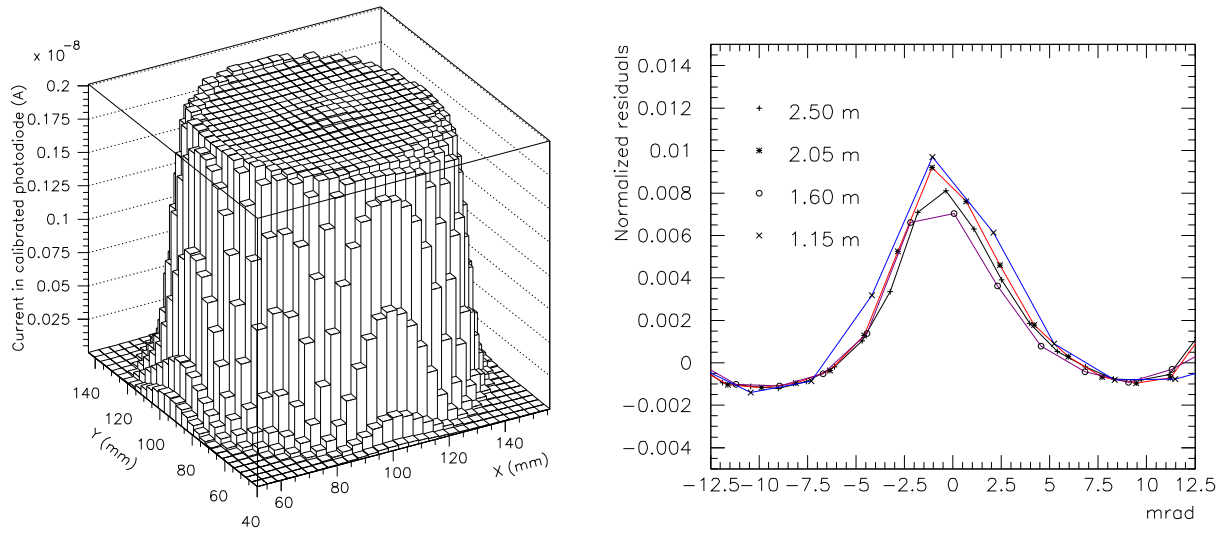 x 10^-8
Current in calibrated photodiode (A)
0.2
0.175
0.15
0.125
0.1
0.075
0.05
0.025
140
120
100
80
60
40
Y (mm)
60
80
100
120
140
X (mm)
Normalized residuals
0.014
0.012
0.01
0.008
0.006
0.004
0.002
0
−0.002
−0.004
2.50 m
2.05 m
1.60 m
1.15 m
−12.5 −10 −7.5 −5 −2.5 0 2.5 5 7.5 10 12.5
mrad